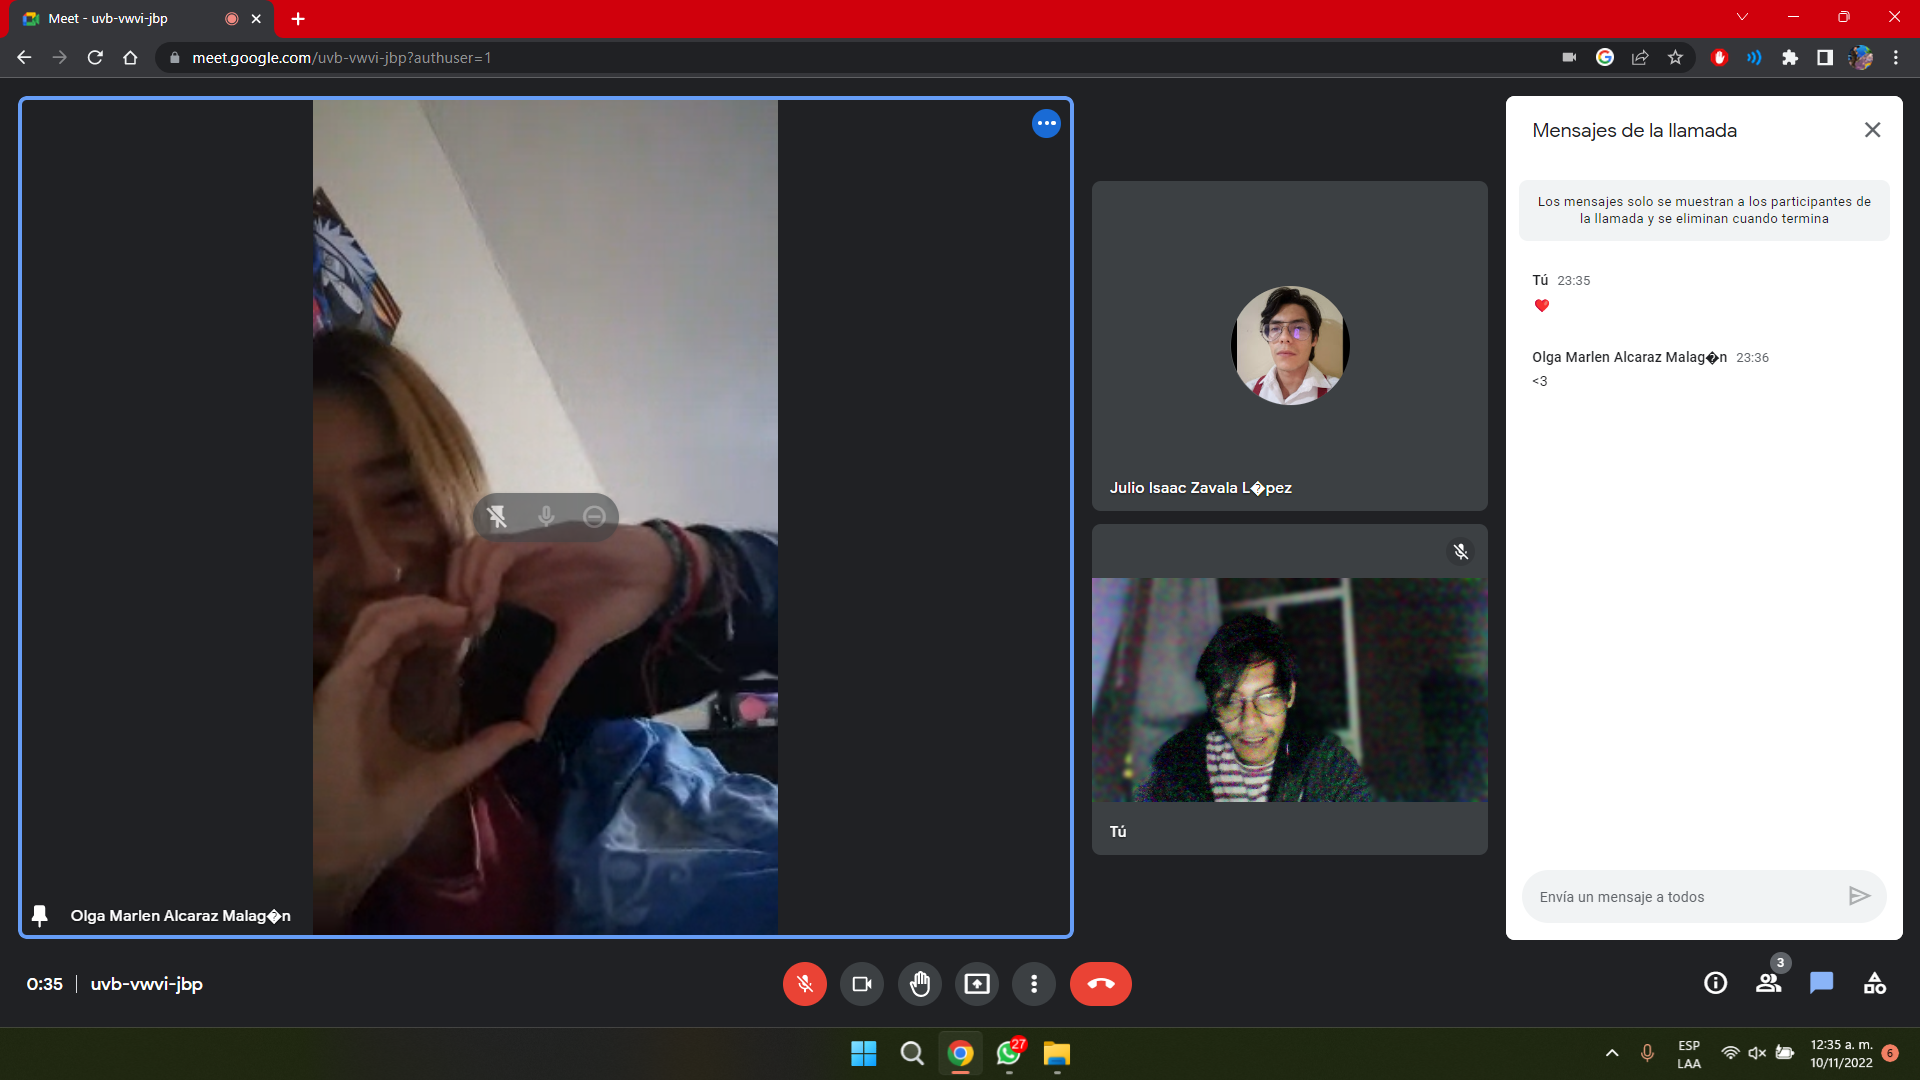 Meet - uvb-vwvi-jbp
meet.google.com/uvb-vwvi-jbp?authuser=1
Olga Marlen Alcaraz Malag�n
Julio Isaac Zavala L�pez
Tú
Mensajes de la llamada
Los mensajes solo se muestran a los participantes de
la llamada y se eliminan cuando termina
Tú 23:35
❤️
Olga Marlen Alcaraz Malag�n 23:36
<3
Envía un mensaje a todos
0:35 | uvb-vwvi-jbp
3
27
ESP
LAA
12:35 a. m.
10/11/2022
6